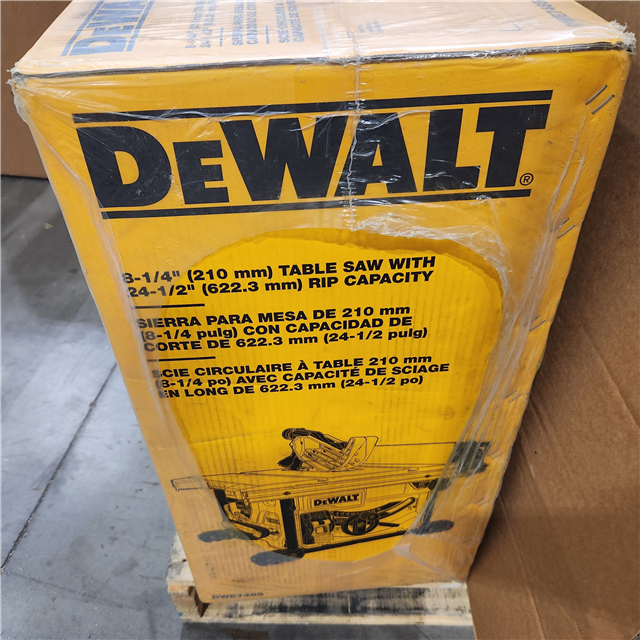 DEWALT
DEWALT®
8-1/4" (210 mm) TABLE SAW WITH
24-1/2" (622.3 mm) RIP CAPACITY
SIERRA PARA MESA DE 210 mm
(8-1/4 pulg) CON CAPACIDAD DE
CORTE DE 622.3 mm (24-1/2 pulg)
SCIE CIRCULAIRE À TABLE 210 mm
(8-1/4 po) AVEC CAPACITÉ DE SCIAGE
EN LONG DE 622.3 mm (24-1/2 po)
DEWALT